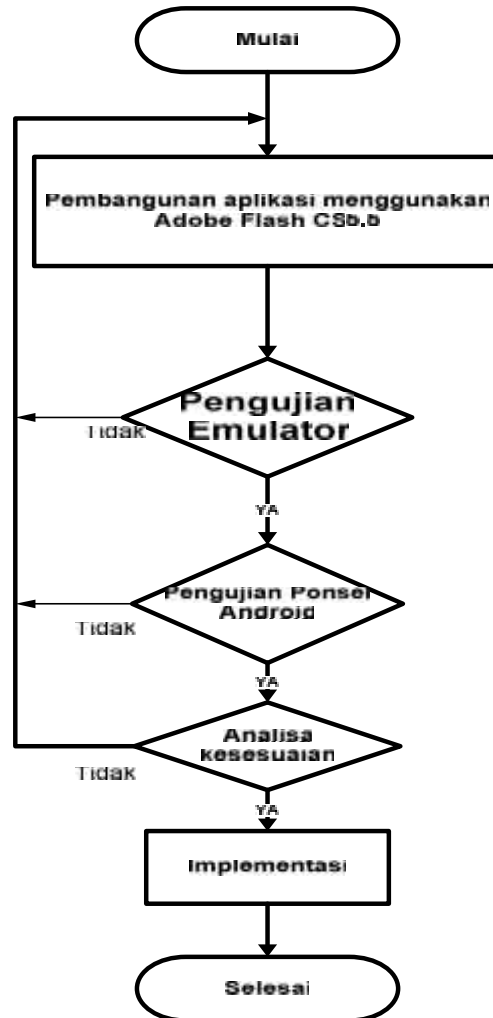 Mulai
Pembangunan aplikasi menggunakan
Adobe Flash CS5.5
Pengujian
Emulator
Tidak
YA
Pengujian Ponsel
Android
Tidak
YA
Analisa
kesesuaian
Tidak
YA
Implementasi
Selesai